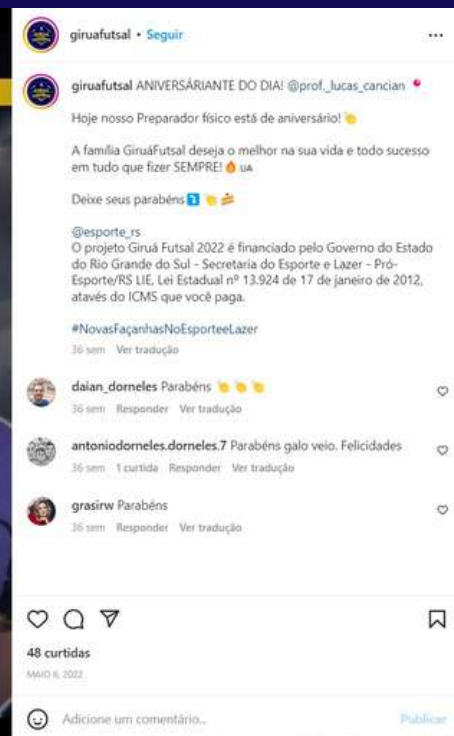 giruafutsal • Seguir
giruafutsal ANIVERSÁRIANTE DO DIA! @prof._lucas_cancian
Hoje nosso Preparador físico está de aniversário!
A família GiruáFutsal deseja o melhor na sua vida e todo sucesso
em tudo que fizer SEMPRE! UA
Deixe seus parabéns
@esporte_rs
O projeto Giruá Futsal 2022 é financiado pelo Governo do Estado
do Rio Grande do Sul - Secretaria do Esporte e Lazer - Pró-
Esporte/RS LIE, Lei Estadual nº 13.924 de 17 de janeiro de 2012,
atavés do ICMS que você paga.
#NovasFaçanhasNoEsporteeLazer
36 sem Ver tradução
daian_dorneles Parabéns
36 sem Responder Ver tradução
antoniodorneles.dorneles.7 Parabéns galo veio. Felicidades
36 sem 1 curtida Responder Ver tradução
grasirw Parabéns
36 sem Responder Ver tradução
48 curtidas
MAIO 6, 2022
Adicione um comentário... Publicar